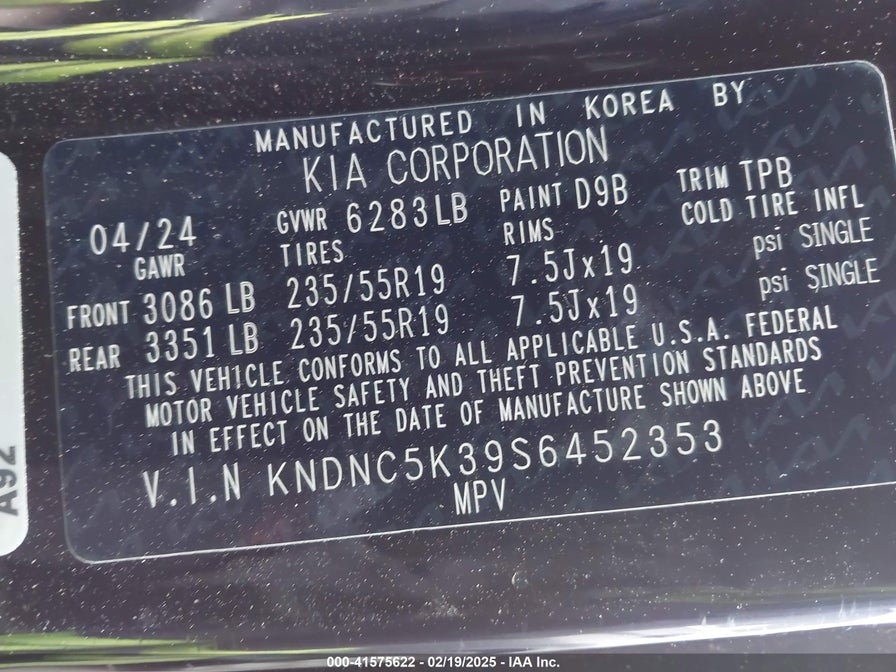 MANUFACTURED IN KOREA BY
KIA CORPORATION
04/24 GVWR 6283LB PAINT D9B TRIM TPB
GAWR TIRES RIMS COLD TIRE INFL
FRONT 3086 LB 235/55R19 7.5Jx19 psi SINGLE
REAR 3351 LB 235/55R19 7.5Jx19 psi SINGLE
THIS VEHICLE CONFORMS TO ALL APPLICABLE U.S.A. FEDERAL
MOTOR VEHICLE SAFETY AND THEFT PREVENTION STANDARDS
IN EFFECT ON THE DATE OF MANUFACTURE SHOWN ABOVE
V.I.N KNDNC5K39S6452353
MPV
A92
000-41575622 - 02/19/2025 - IAA Inc.